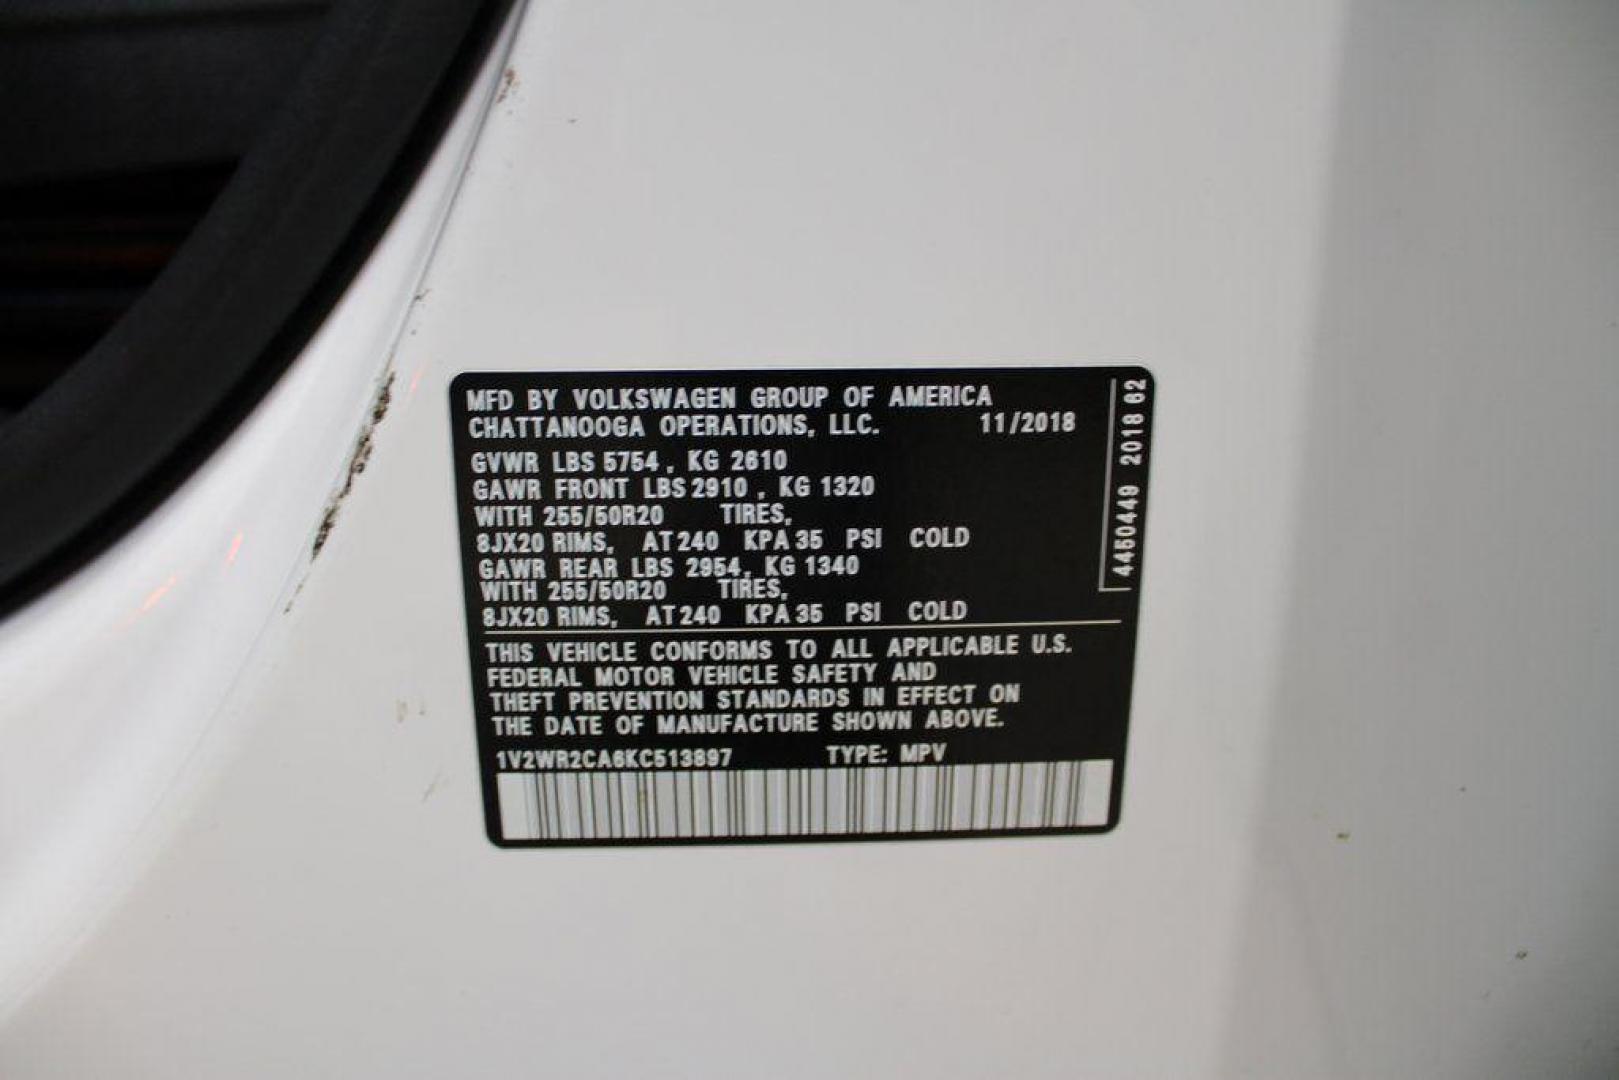 MFD BY VOLKSWAGEN GROUP OF AMERICA
CHATTANOOGA OPERATIONS, LLC. 11/2018
GVWR LBS 5754 , KG 2610
GAWR FRONT LBS 2910 , KG 1320
WITH 255/50R20 TIRES,
8JX20 RIMS, AT 240 KPA 35 PSI COLD
GAWR REAR LBS 2954, KG 1340
WITH 255/50R20 TIRES,
8JX20 RIMS, AT 240 KPA 35 PSI COLD
THIS VEHICLE CONFORMS TO ALL APPLICABLE U.S.
FEDERAL MOTOR VEHICLE SAFETY AND
THEFT PREVENTION STANDARDS IN EFFECT ON
THE DATE OF MANUFACTURE SHOWN ABOVE.
1V2WR2CA6KC513897 TYPE: MPV
4450449 2018 62